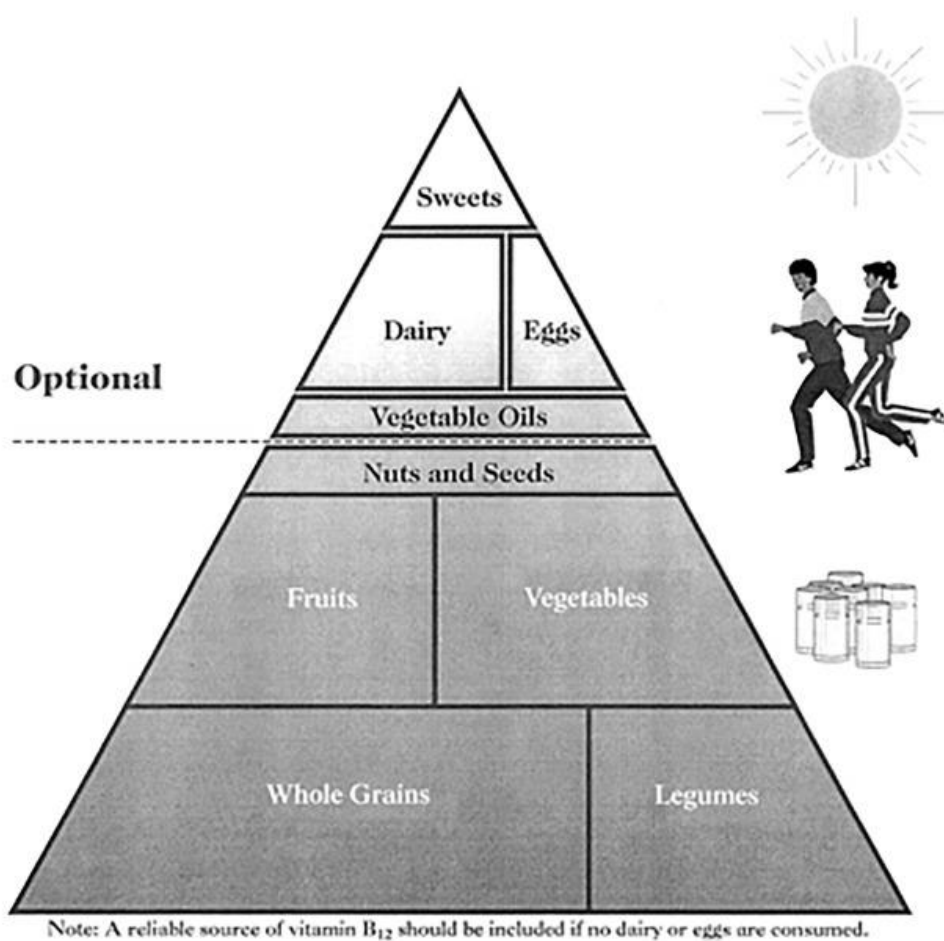 Sweets
Dairy Eggs
Optional
Vegetable Oils
Nuts and Seeds
Fruits Vegetables
Whole Grains Legumes
Note: A reliable source of vitamin B₁₂ should be included if no dairy or eggs are consumed.